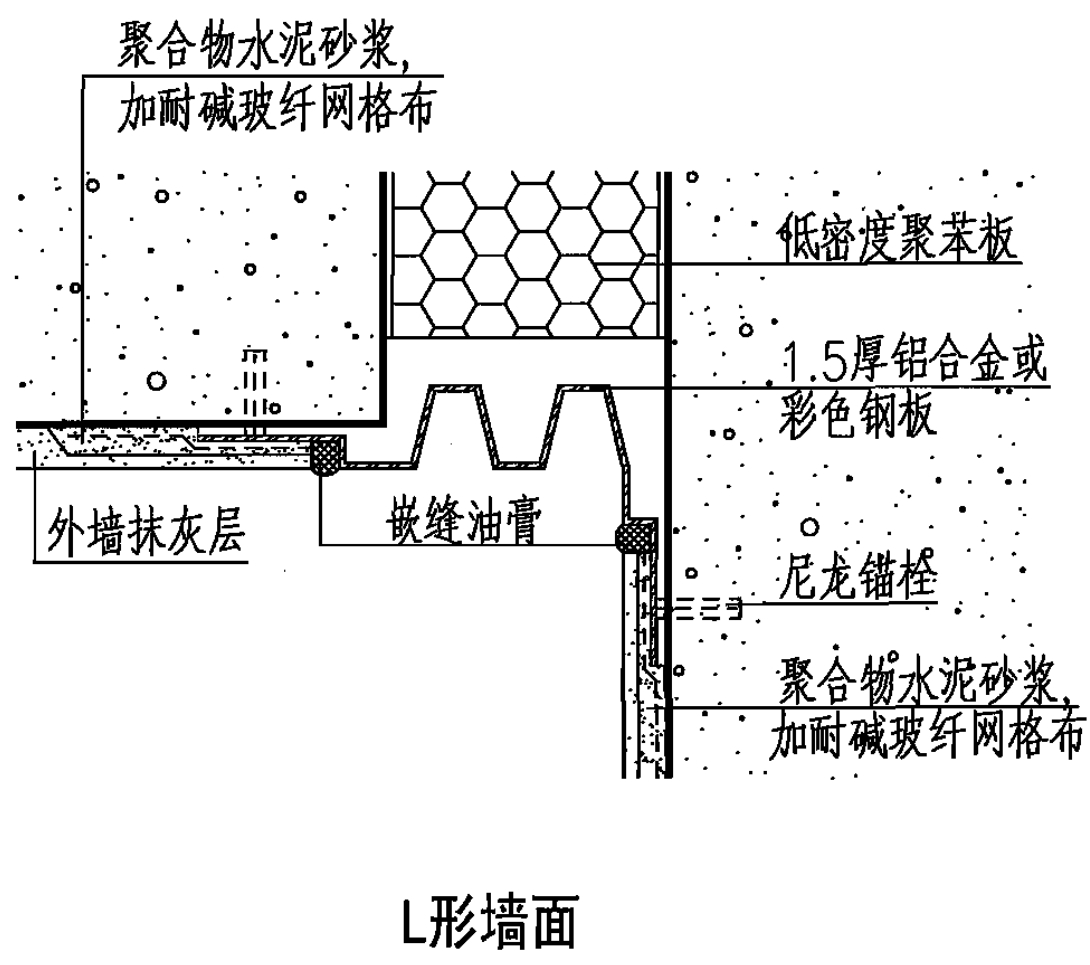 聚合物水泥砂浆,
加耐碱玻纤网格布
低密度聚苯板
1.5厚铝合金或
彩色钢板
外墙抹灰层
嵌缝油膏
尼龙锚栓
聚合物水泥砂浆,
加耐碱玻纤网格布
L形墙面